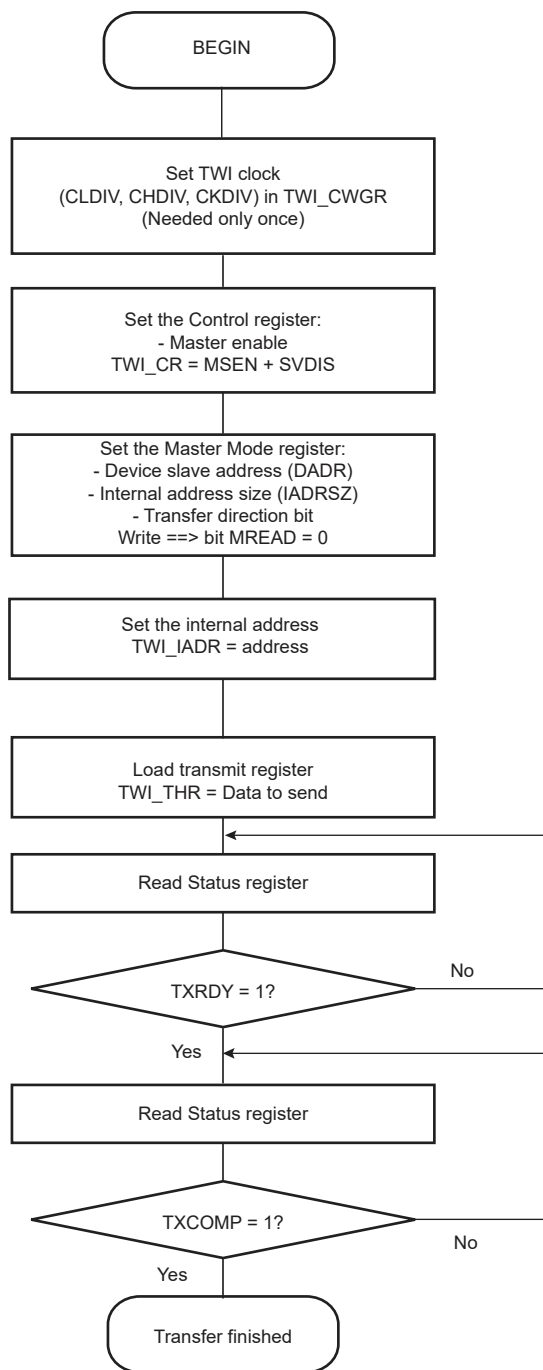 BEGIN
Set TWI clock
(CLDIV, CHDIV, CKDIV) in TWI_CWGR
(Needed only once)
Set the Control register:
- Master enable
TWI_CR = MSEN + SVDIS
Set the Master Mode register:
- Device slave address (DADR)
- Internal address size (IADRSZ)
- Transfer direction bit
Write ==> bit MREAD = 0
Set the internal address
TWI_IADR = address
Load transmit register
TWI_THR = Data to send
Read Status register
No
TXRDY = 1?
Yes
Read Status register
TXCOMP = 1?
No
Yes
Transfer finished